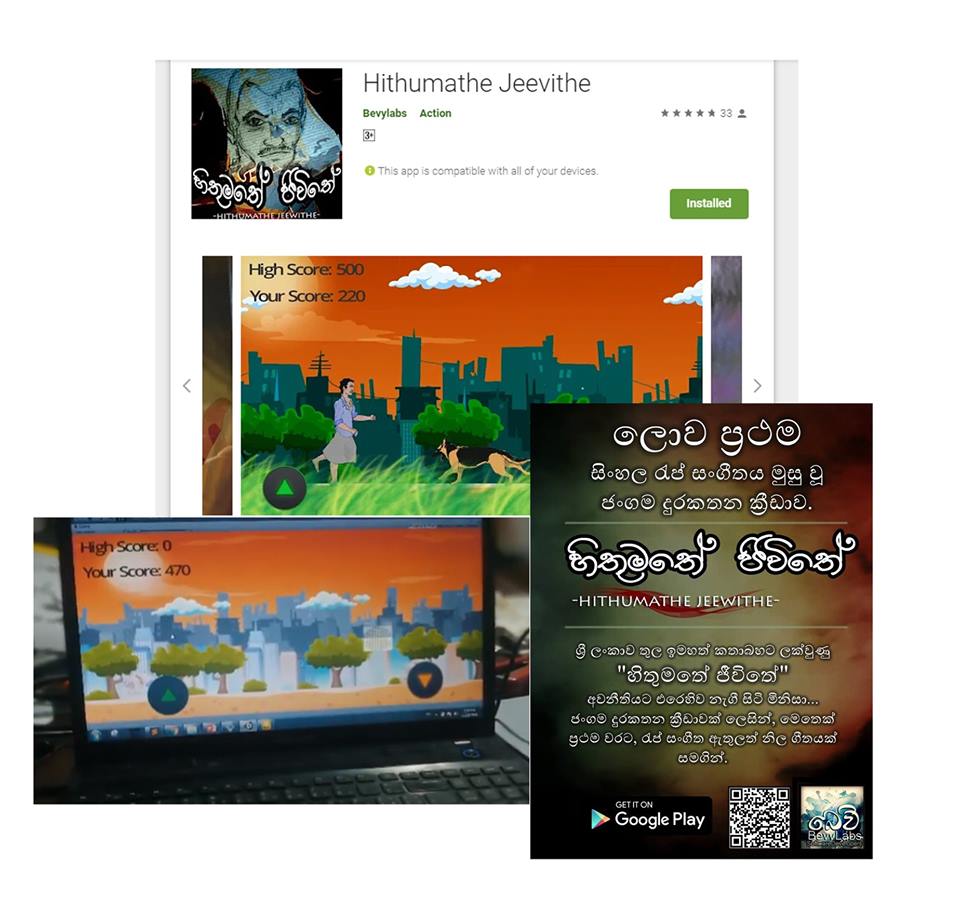 Hithumathe Jeevithe
Bevylabs Action
33
3+
This app is compatible with all of your devices.
Installed
හිතුමතේ ජීවිතේ
-HITHUMATHE JEEWITHE-
High Score: 500
Your Score: 220
High Score: 0
Your Score: 470
ලොව ප්‍රථම
සිංහල රැප් සංගීතය මුසු වූ
ජංගම දුරකතන ක්‍රීඩාව.
හිතුමතේ ජීවිතේ
-HITHUMATHE JEEWITHE-
ශ්‍රී ලංකාව තුල ඉමහත් කතාබහට ලක්වුණු
"හිතුමතේ ජීවිතේ"
අවනීතියට එරෙහිව නැගී සිටි මිනිසා...
ජංගම දුරකතන ක්‍රීඩාවක් ලෙසින්, මෙතෙක්
ප්‍රථම වරට, රැප් සංගීත ඇතුලත් නිල ගීතයක්
සමගින්.
GET IT ON
Google Play
බෙවි
BevyLabs